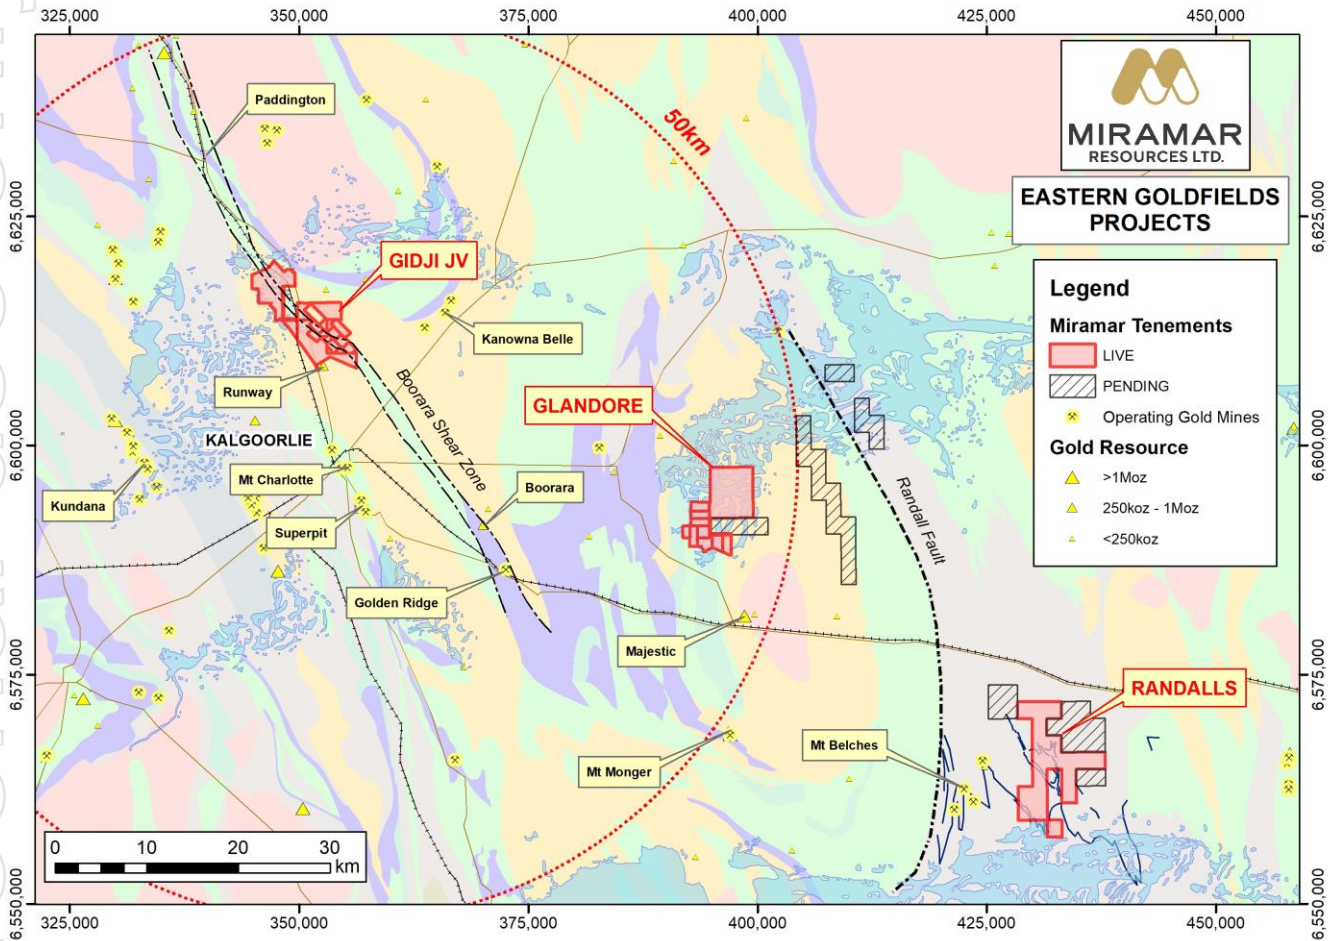 325,000
350,000
375,000
400,000
425,000
450,000
MIRAMAR
RESOURCES LTD.
EASTERN GOLDFIELDS
PROJECTS
Paddington
50km
6,625,000
6,625,000
GIDJI JV
Kanowna Belle
Legend
Miramar Tenements
LIVE
PENDING
Operating Gold Mines
Gold Resource
>1Moz
250koz - 1Moz
<250koz
Runway
Boorara Shear Zone
GLANDORE
KALGOORLIE
6,600,000
6,600,000
Mt Charlotte
Kundana
Boorara
Randall Fault
Superpit
Golden Ridge
Majestic
6,575,000
6,575,000
RANDALLS
Mt Belches
Mt Monger
0
10
20
30
km
6,550,000
6,550,000
325,000
350,000
375,000
400,000
425,000
450,000